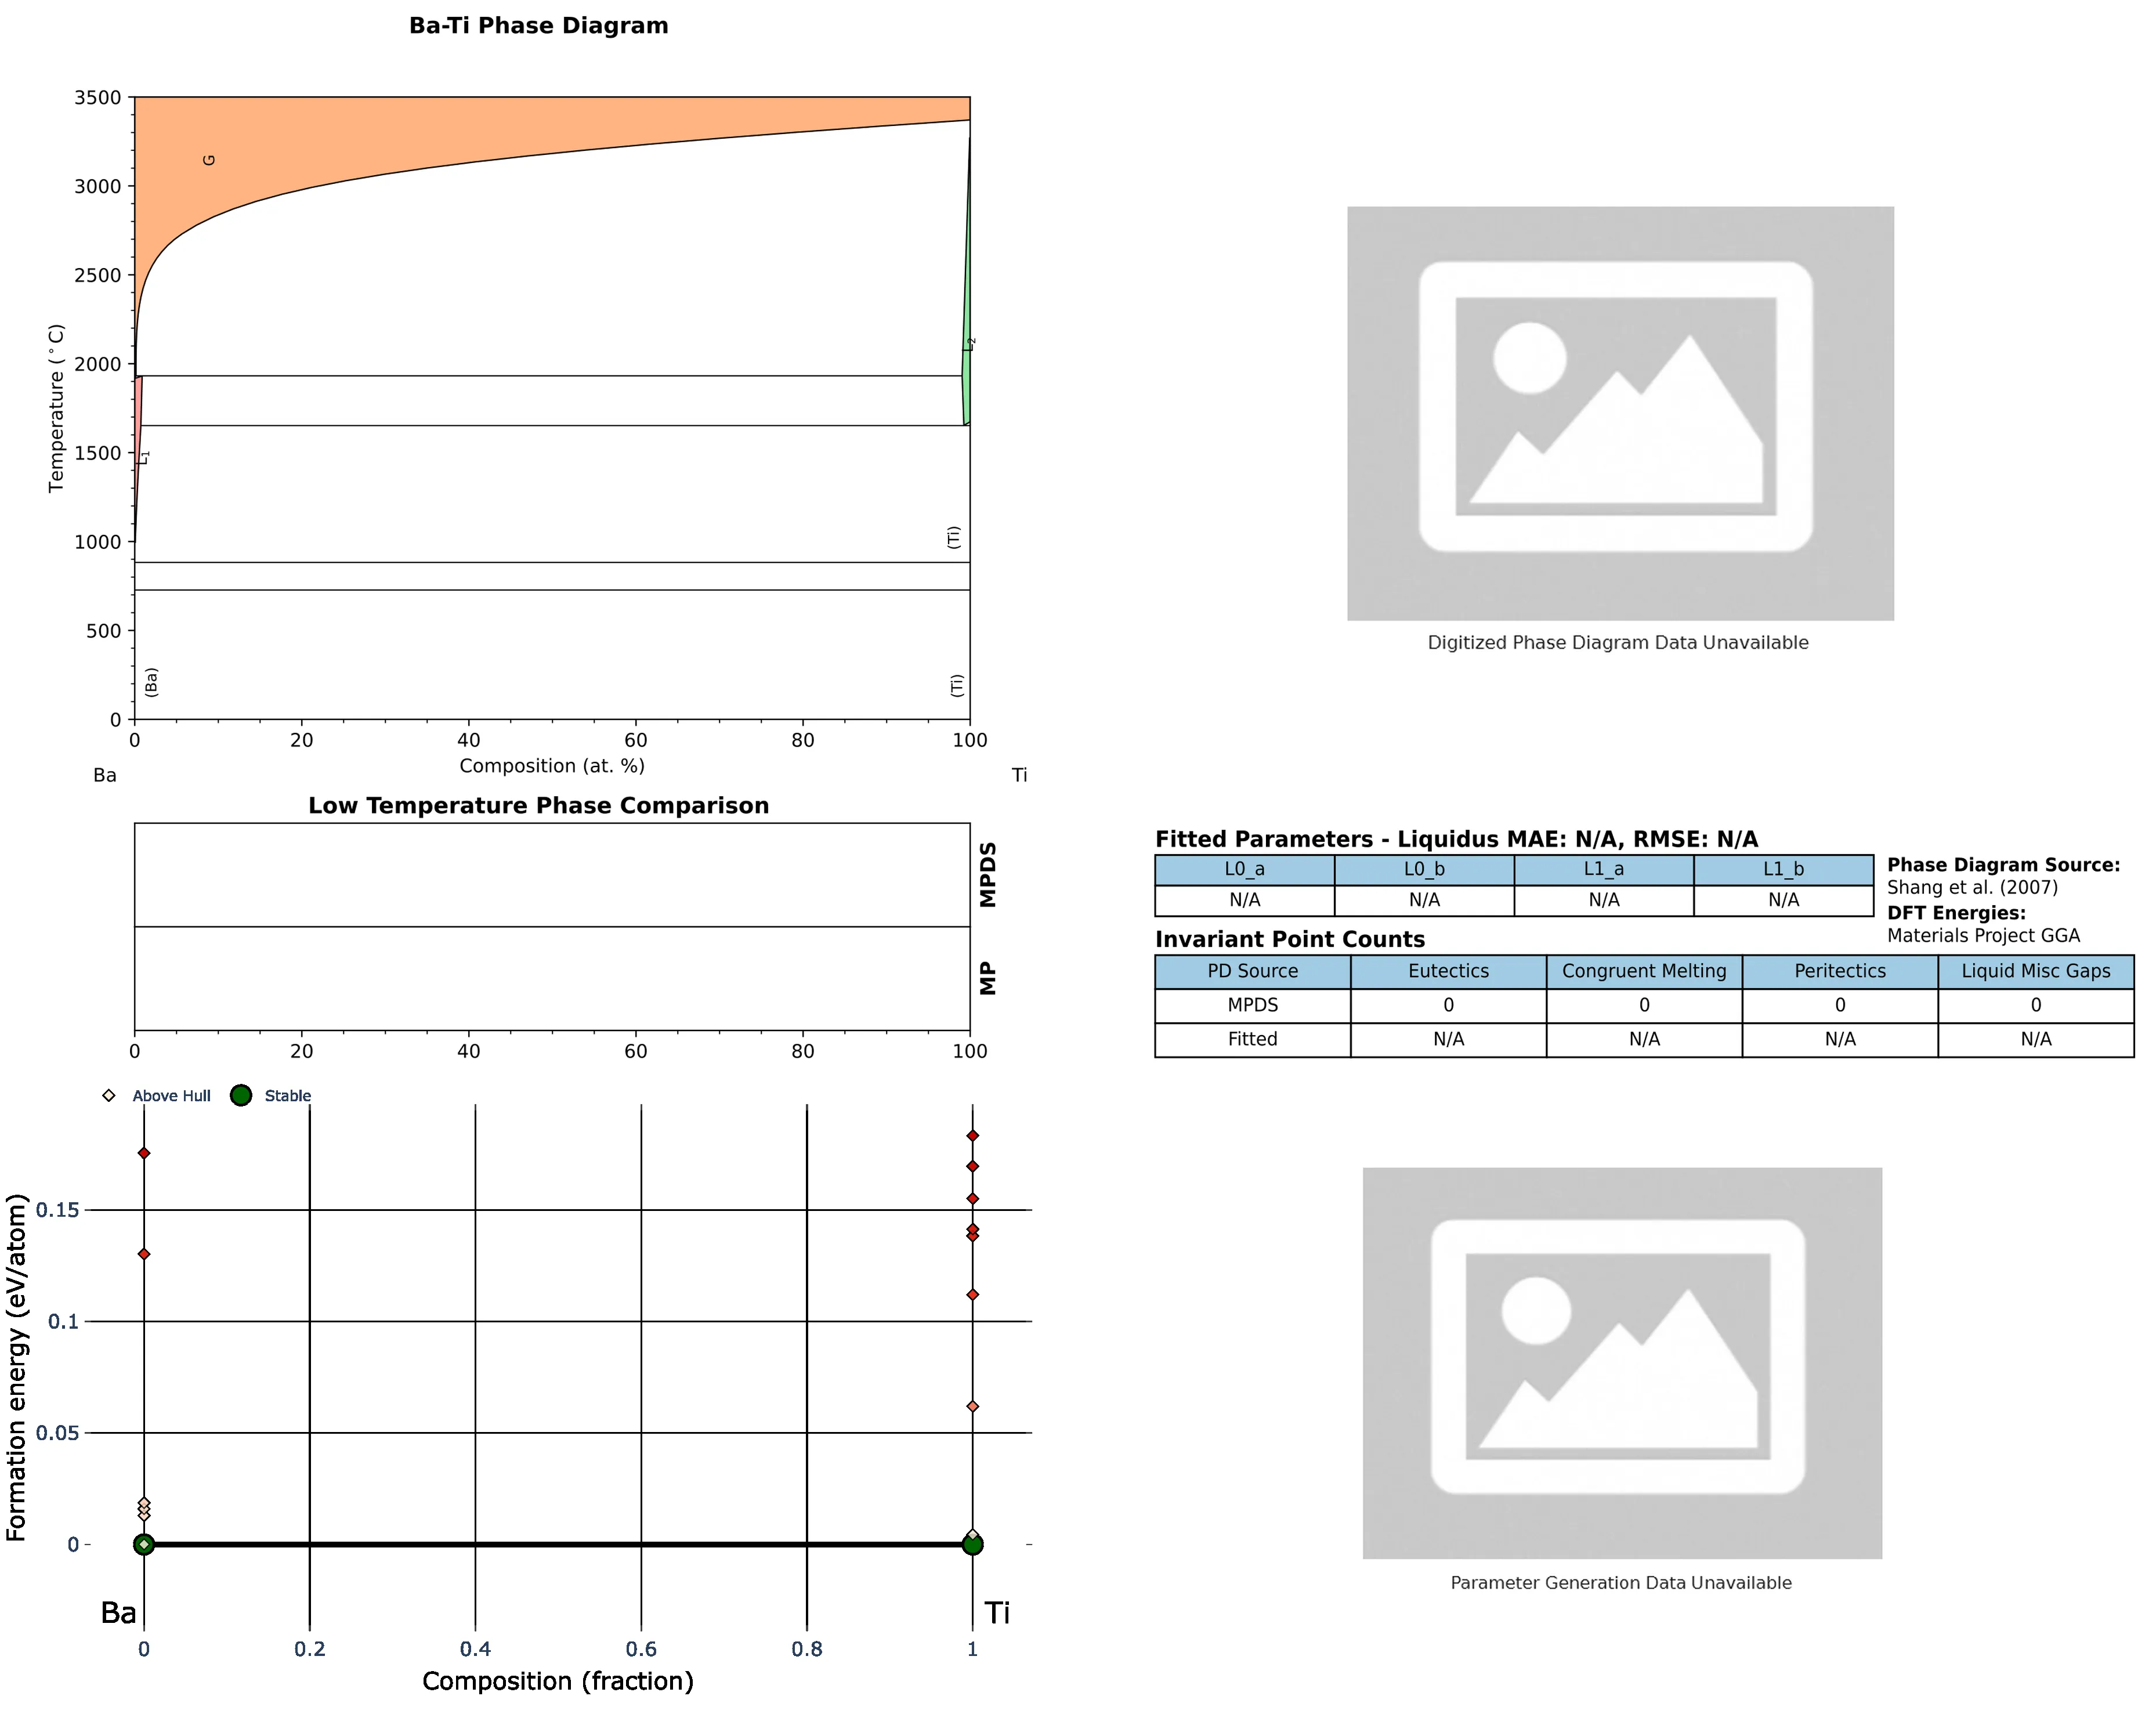 Ba-Ti Phase Diagram
3500
3000
2500
2000
1500
1000
500
0
Temperature (°C)
G
L2
L1
(Ti)
(Ba)
(Ti)
0 20 40 60 80 100
Composition (at. %)
Ba Ti
Digitized Phase Diagram Data Unavailable
Low Temperature Phase Comparison
MPDS
MP
0 20 40 60 80 100
Fitted Parameters - Liquidus MAE: N/A, RMSE: N/A
L0_a L0_b L1_a L1_b
N/A N/A N/A N/A
Phase Diagram Source:
Shang et al. (2007)
DFT Energies:
Materials Project GGA
Invariant Point Counts
PD Source Eutectics Congruent Melting Peritectics Liquid Misc Gaps
MPDS 0 0 0 0
Fitted N/A N/A N/A N/A
Above Hull Stable
Formation energy (eV/atom)
0.15
0.1
0.05
0
Ba Ti
0 0.2 0.4 0.6 0.8 1
Composition (fraction)
Parameter Generation Data Unavailable